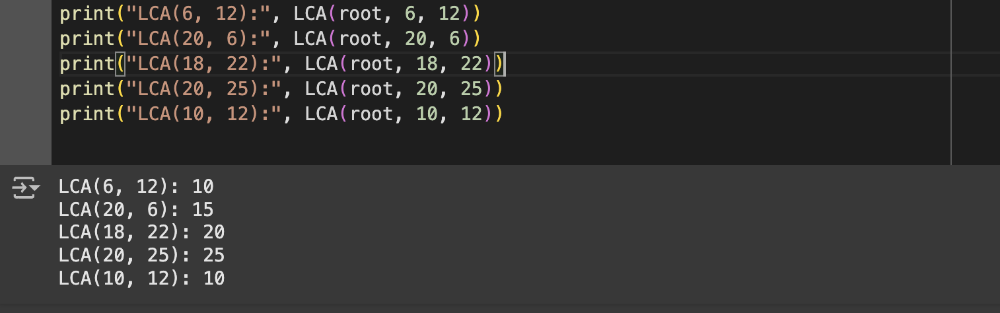 print("LCA(6, 12):", LCA(root, 6, 12))
print("LCA(20, 6):", LCA(root, 20, 6))
print("LCA(18, 22):", LCA(root, 18, 22))
print("LCA(20, 25):", LCA(root, 20, 25))
print("LCA(10, 12):", LCA(root, 10, 12))
LCA(6, 12): 10
LCA(20, 6): 15
LCA(18, 22): 20
LCA(20, 25): 25
LCA(10, 12): 10